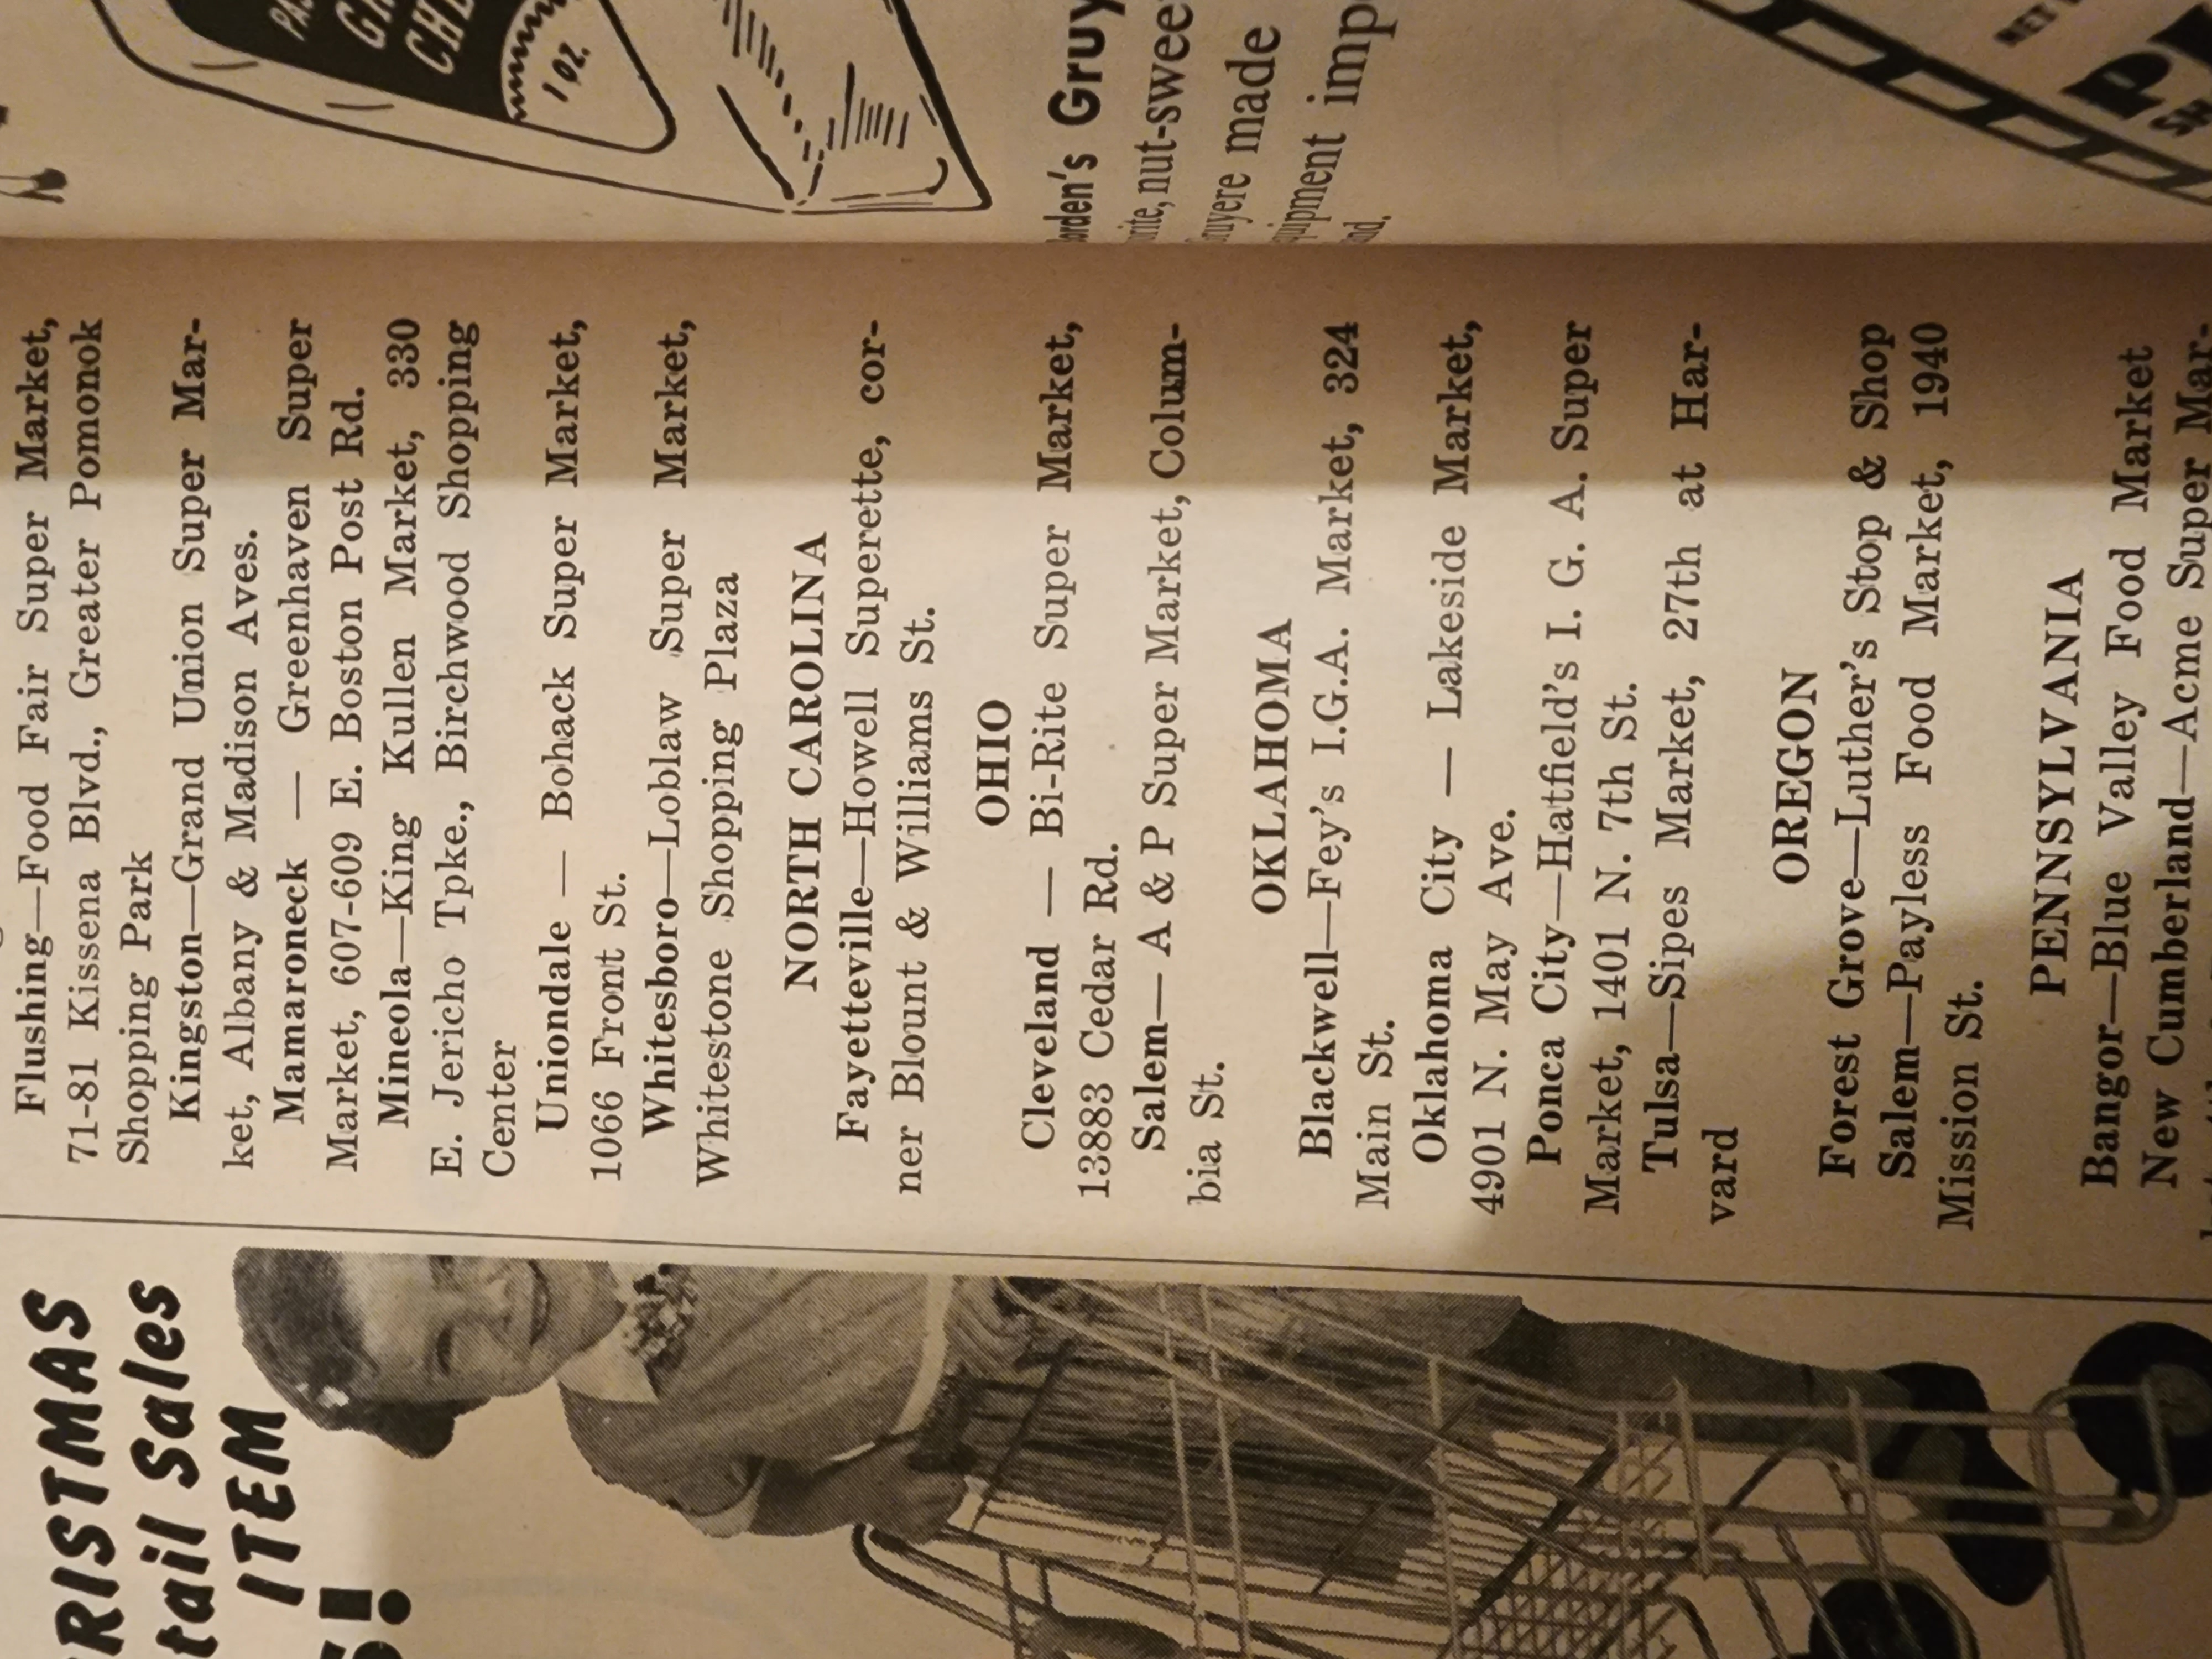 Flushing—Food Fair Super Market,
71-81 Kissena Blvd., Greater Pomonok
Shopping Park
Kingston—Grand Union Super Mar-
ket, Albany & Madison Aves.
Mamaroneck — Greenhaven Super
Market, 607-609 E. Boston Post Rd.
Mineola—King Kullen Market, 330
E. Jericho Tpke., Birchwood Shopping
Center
Uniondale — Bohack Super Market,
1066 Front St.
Whitesboro—Loblaw Super Market,
Whitestone Shopping Plaza
NORTH CAROLINA
Fayetteville—Howell Superette, cor-
ner Blount & Williams St.
OHIO
Cleveland — Bi-Rite Super Market,
13883 Cedar Rd.
Salem— A & P Super Market, Colum-
bia St.
OKLAHOMA
Blackwell—Fey's I.G.A. Market, 324
Main St.
Oklahoma City — Lakeside Market,
4901 N. May Ave.
Ponca City—Hatfield's I. G. A. Super
Market, 1401 N. 7th St.
Tulsa—Sipes Market, 27th at Har-
vard
OREGON
Forest Grove—Luther's Stop & Shop
Salem—Payless Food Market, 1940
Mission St.
PENNSYLVANIA
Bangor—Blue Valley Food Market
New Cumberland—Acme Super Mar-
RISTMAS
tail Sales
ITEM
S!
1 OZ.
orden's Gruy
rite, nut-swee
ruyere made
quipment imp
nd.